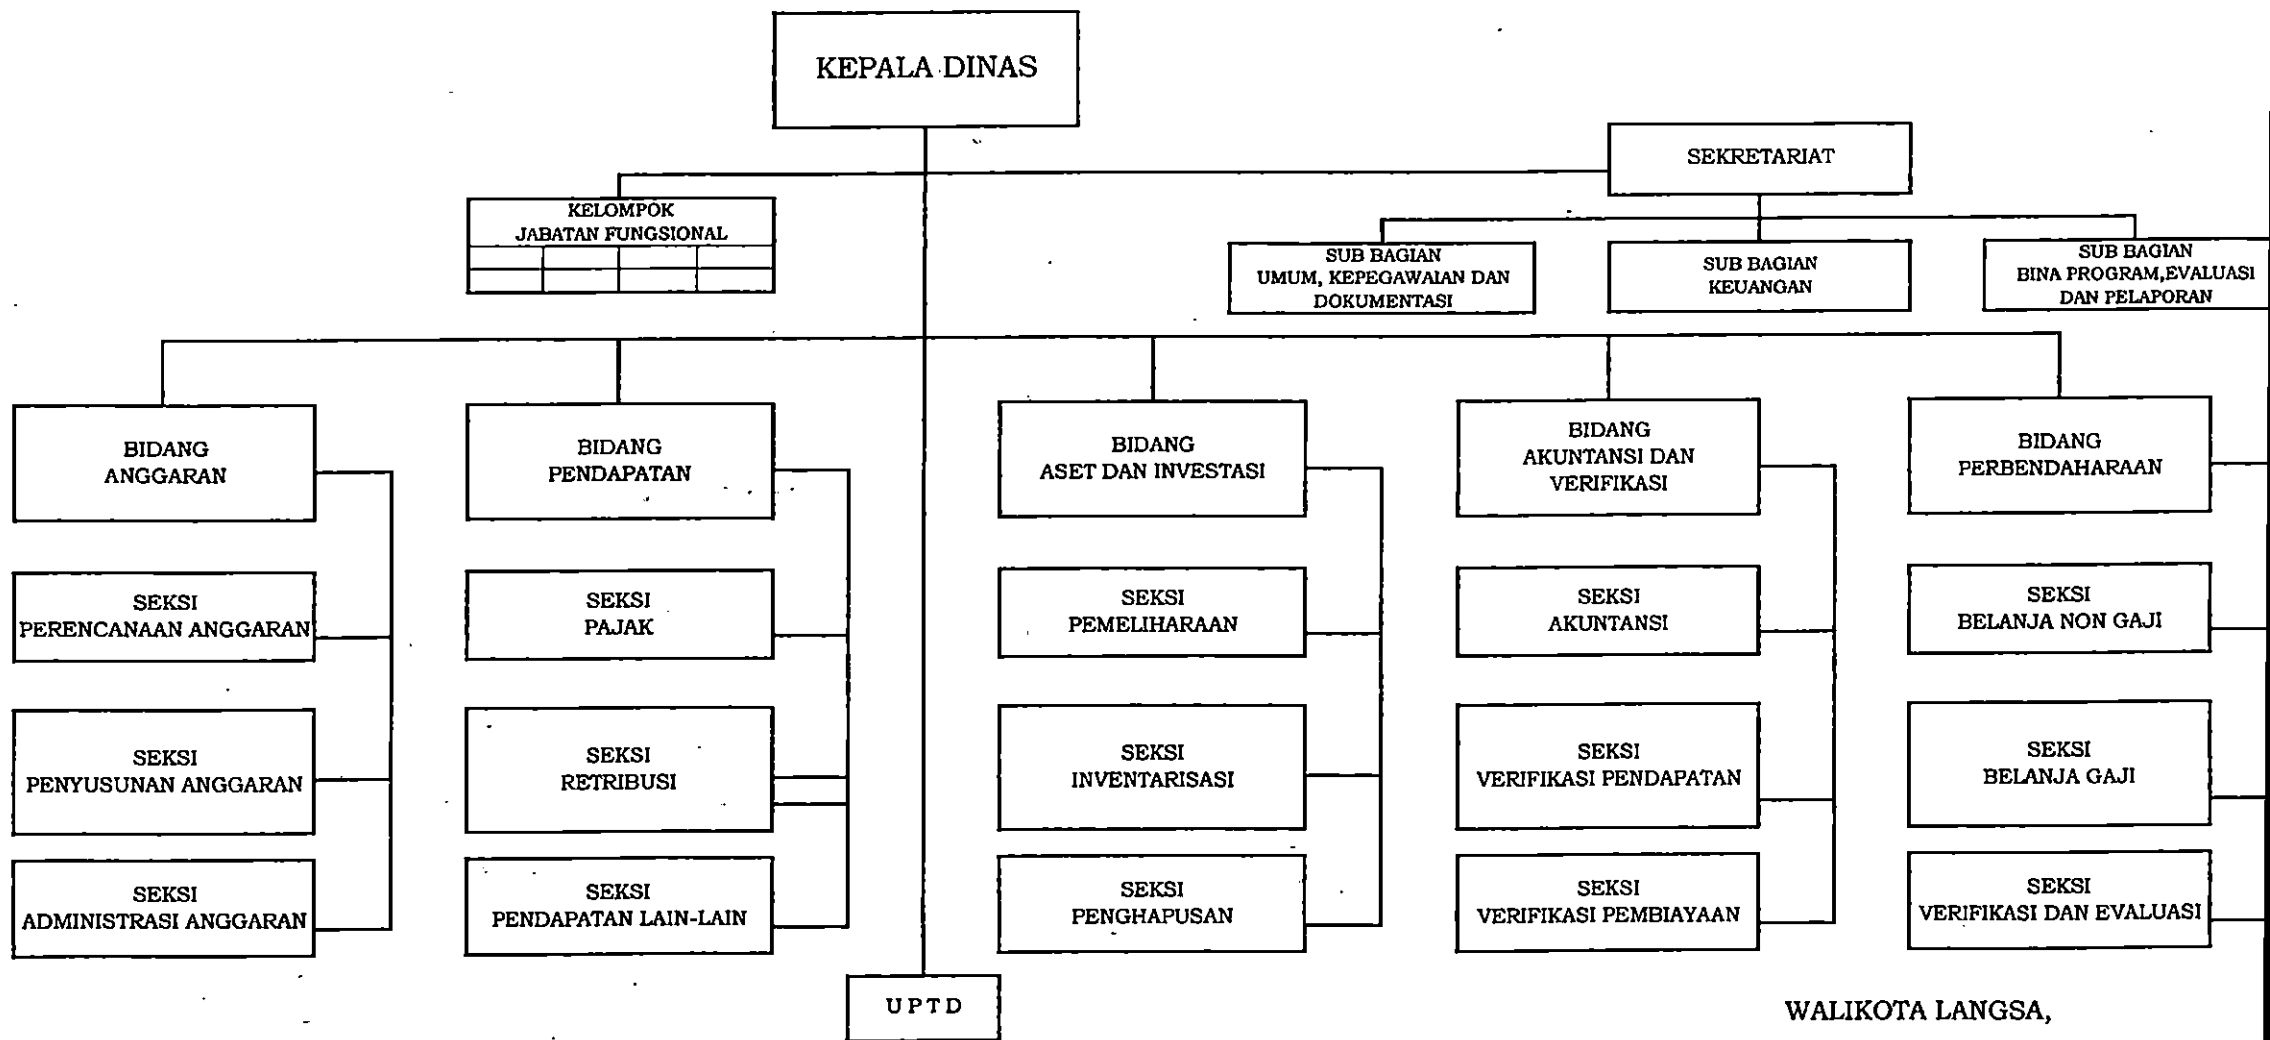 KEPALA DINAS
SEKRETARIAT
KELOMPOK
JABATAN FUNGSIONAL
SUB BAGIAN
UMUM, KEPEGAWAIAN DAN
DOKUMENTASI
SUB BAGIAN
KEUANGAN
SUB BAGIAN
BINA PROGRAM,EVALUASI
DAN PELAPORAN
BIDANG
ANGGARAN
BIDANG
PENDAPATAN
BIDANG
ASET DAN INVESTASI
BIDANG
AKUNTANSI DAN
VERIFIKASI
BIDANG
PERBENDAHARAAN
SEKSI
PERENCANAAN ANGGARAN
SEKSI
PAJAK
SEKSI
PEMELIHARAAN
SEKSI
AKUNTANSI
SEKSI
BELANJA NON GAJI
SEKSI
PENYUSUNAN ANGGARAN
SEKSI
RETRIBUSI
SEKSI
INVENTARISASI
SEKSI
VERIFIKASI PENDAPATAN
SEKSI
BELANJA GAJI
SEKSI
ADMINISTRASI ANGGARAN
SEKSI
PENDAPATAN LAIN-LAIN
SEKSI
PENGHAPUSAN
SEKSI
VERIFIKASI PEMBIAYAAN
SEKSI
VERIFIKASI DAN EVALUASI
U P T D
WALIKOTA LANGSA,